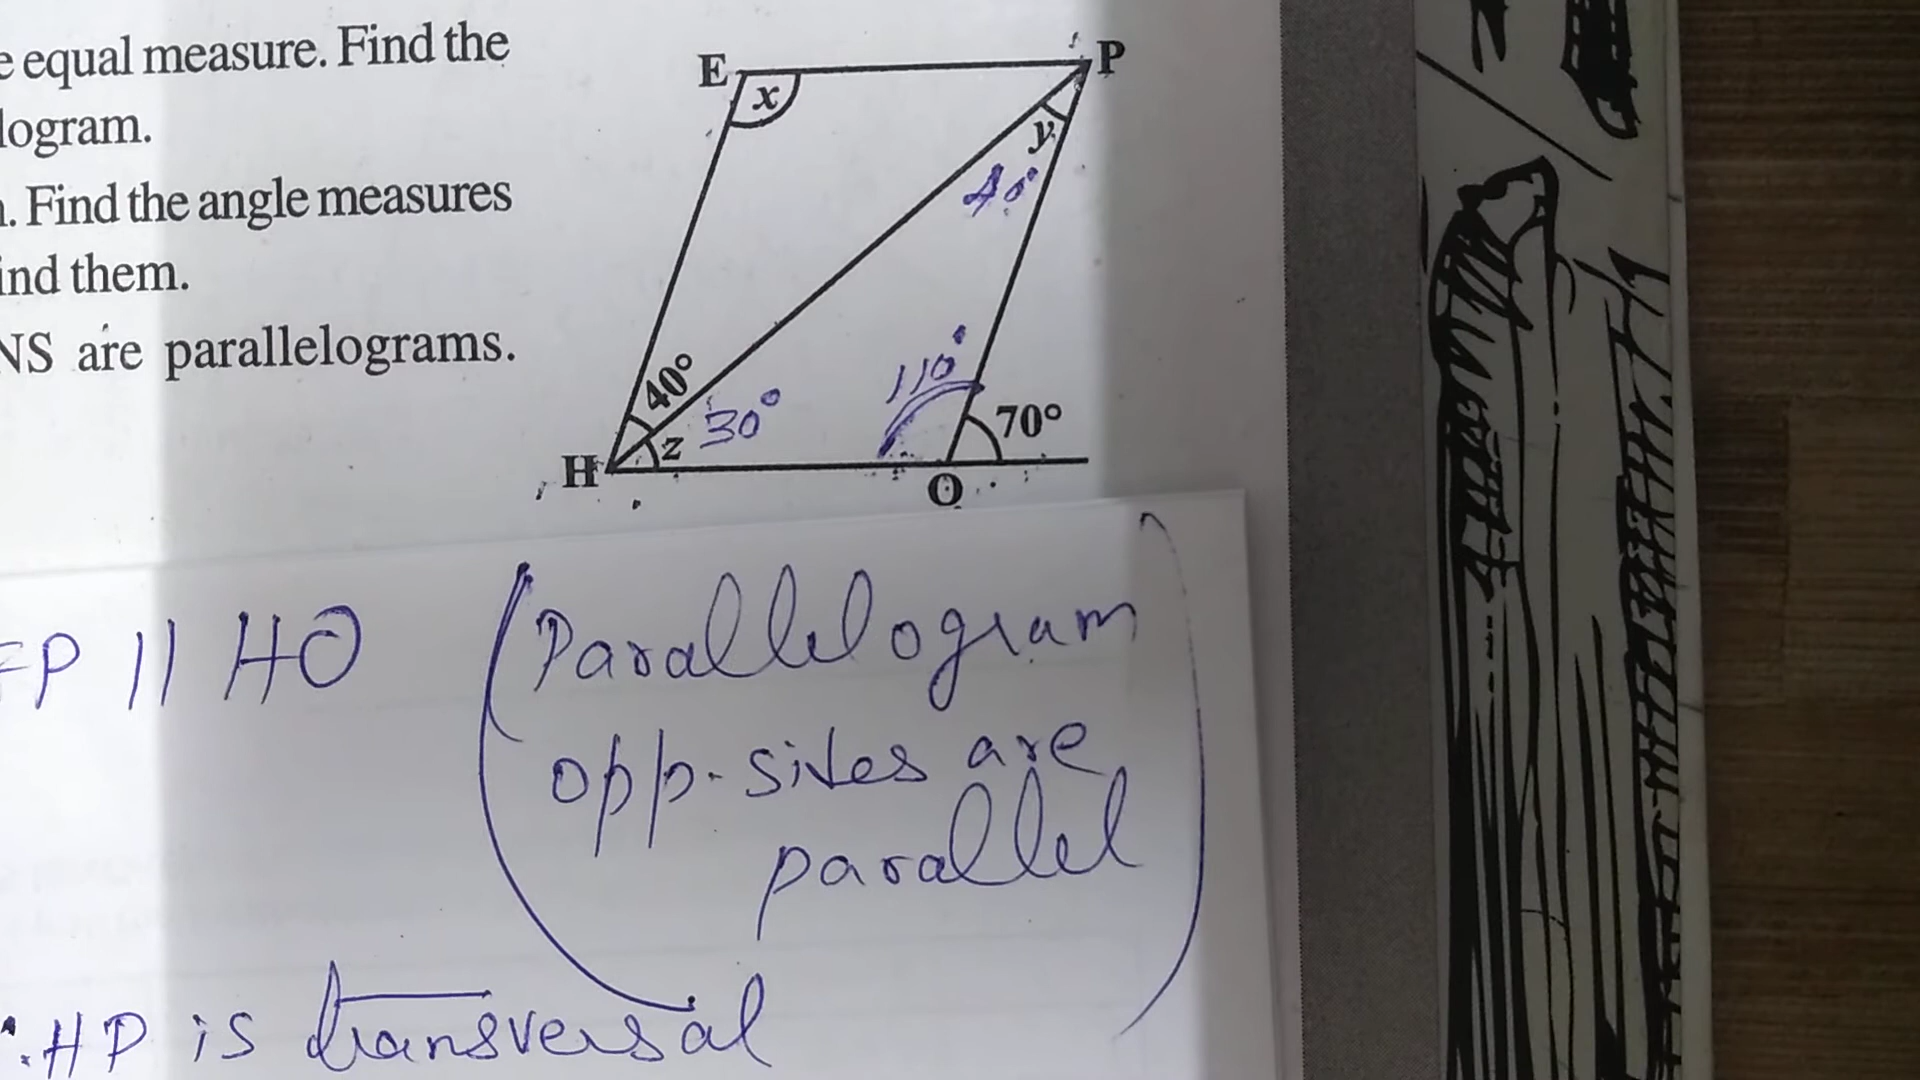 equal measure. Find the
logram.
. Find the angle measures
ind them.
NS are parallelograms.
E
P
x
y
40°
110°
40°
30°
70°
z
H
O
P || HO
(Parallelogram
opp. sides are
parallel)
HP is transversal